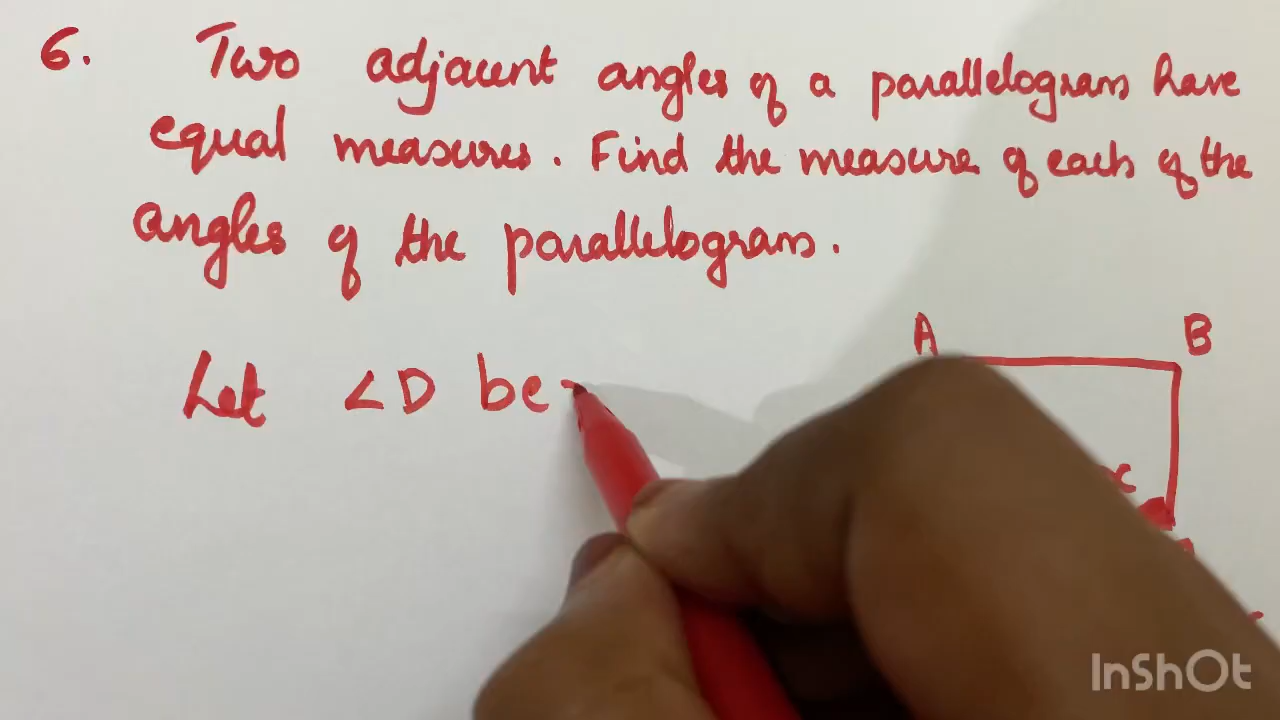 6. Two adjacent angles of a parallelogram have
equal measures. Find the measure of each of the
angles of the parallelogram.
A
B
Let ∠D be
x
InShOt